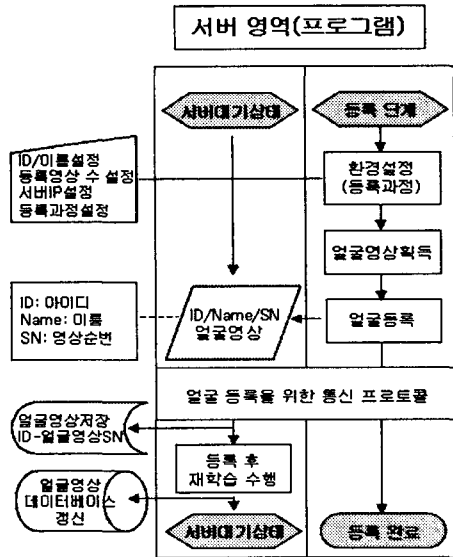 서버 영역(프로그램)
서버대기상태
등록 단계
ID/이름설정
등록영상 수 설정
서버IP설정
등록과정설정
환경설정
(등록과정)
얼굴영상획득
ID: 아이디
Name: 이름
SN: 영상순번
ID/Name/SN
얼굴영상
얼굴등록
얼굴 등록을 위한 통신 프로토콜
얼굴영상저장
ID-얼굴영상SN
등록 후
재학습 수행
얼굴영상
데이터베이스
갱신
서버대기상태
등록 완료